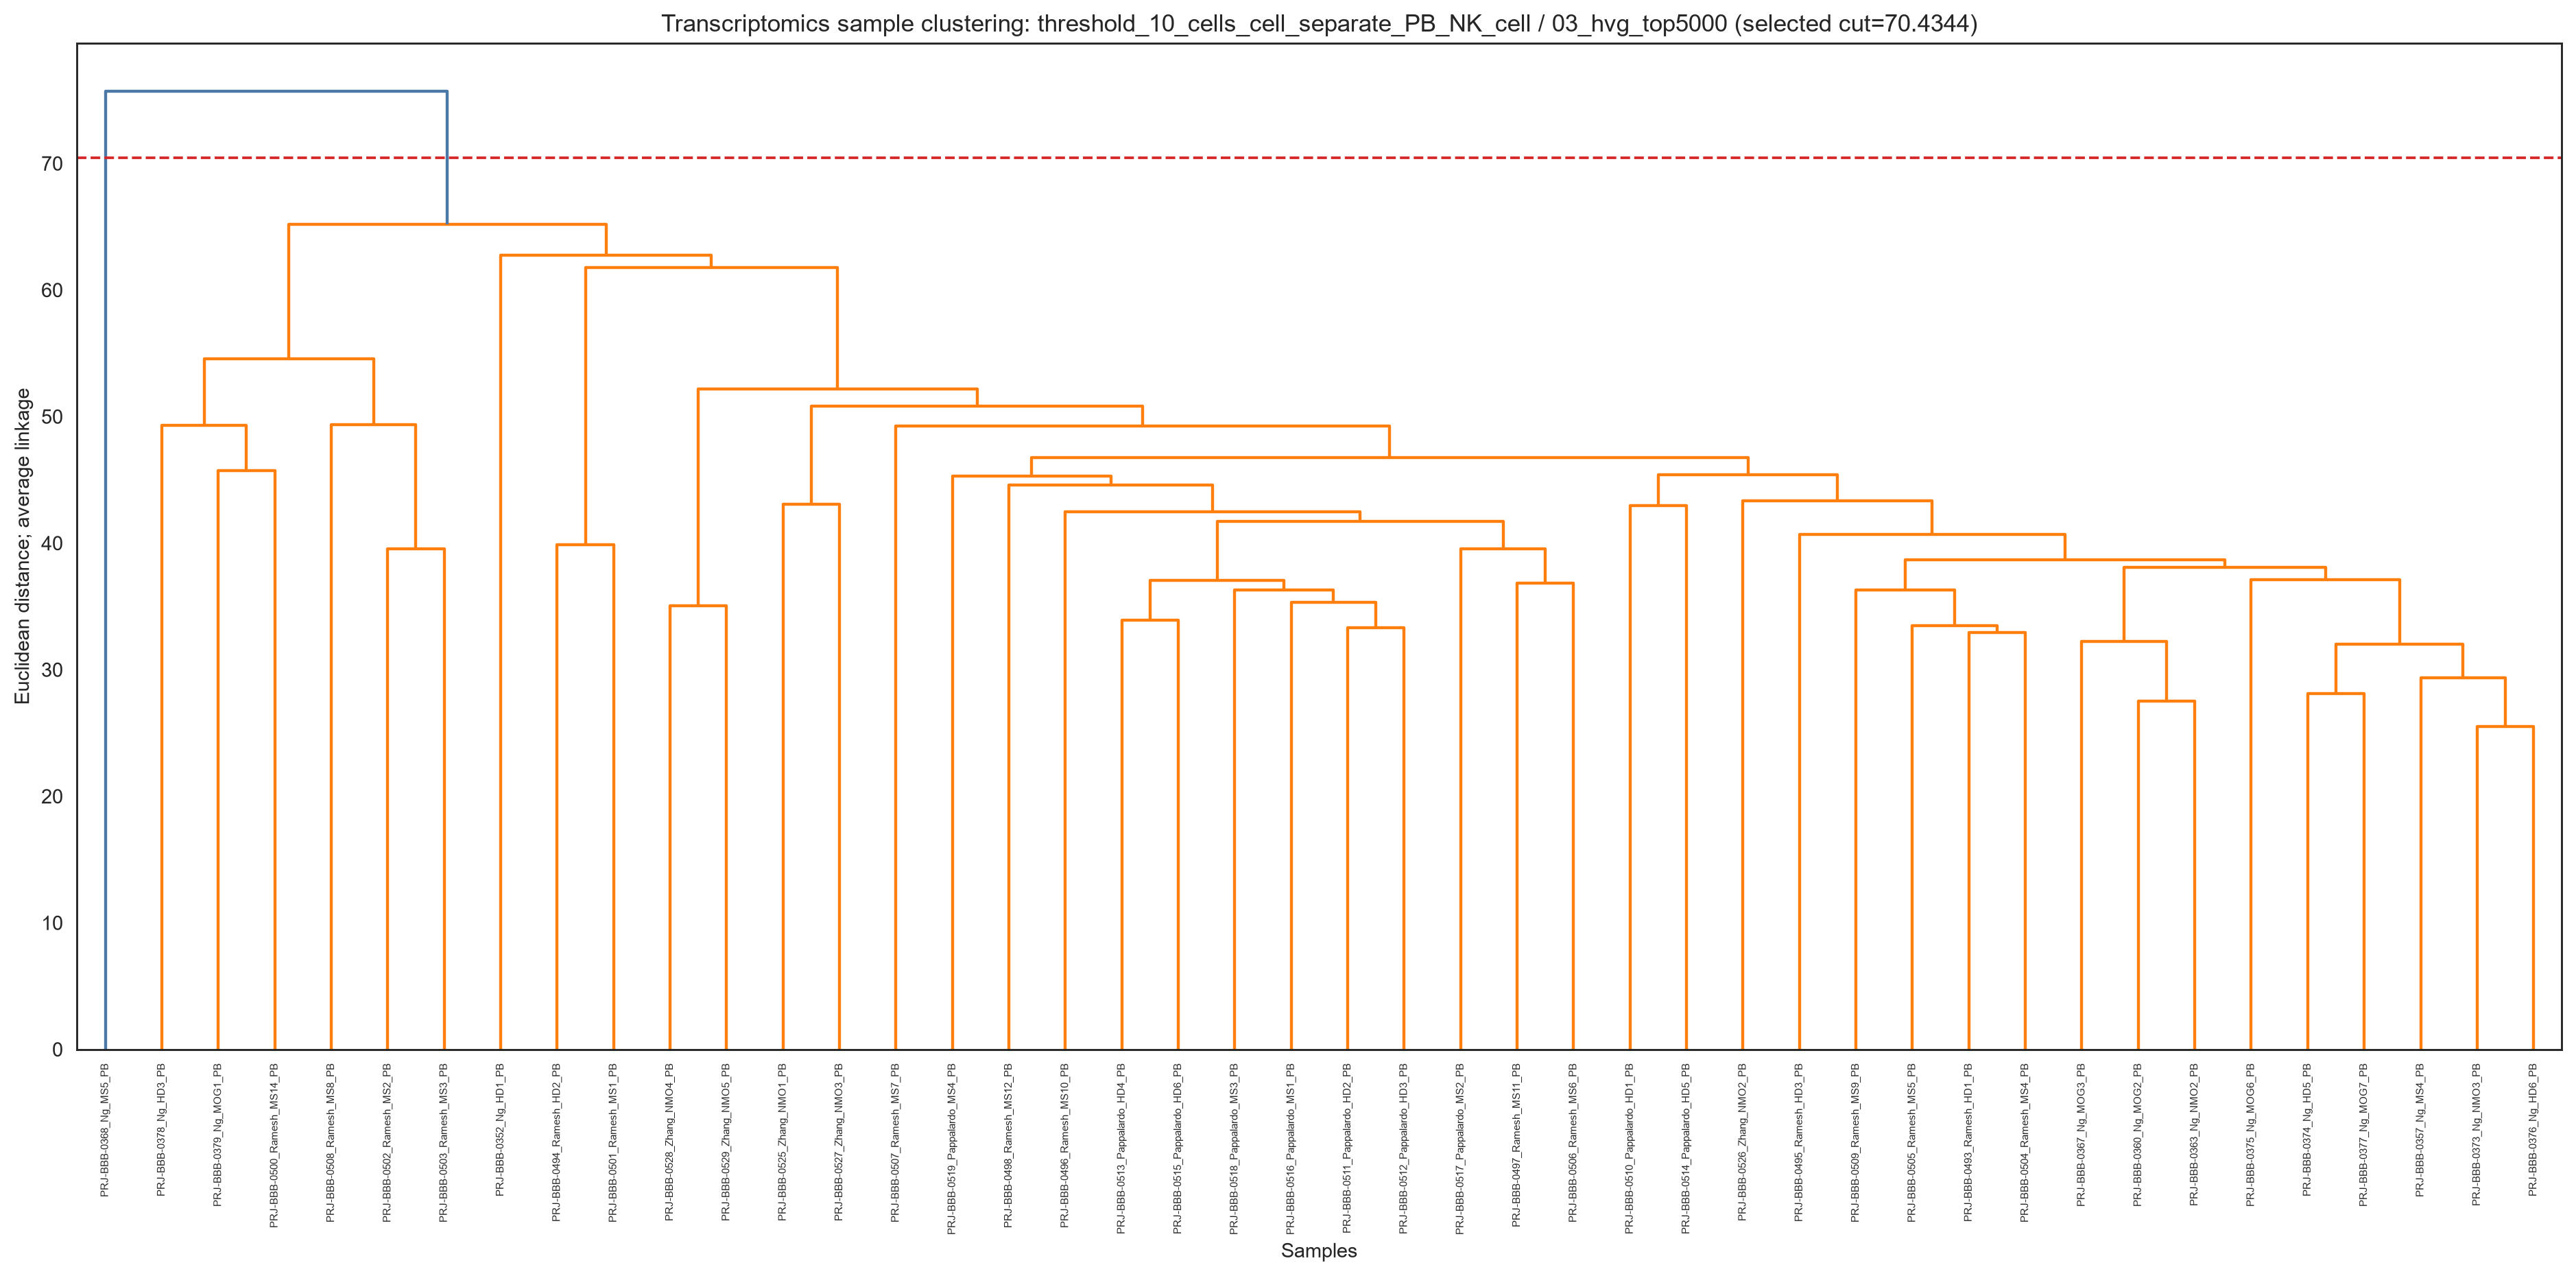 Transcriptomics sample clustering: threshold_10_cells_cell_separate_PB_NK_cell / 03_hvg_top5000 (selected cut=70.4344)
Euclidean distance; average linkage
70
60
50
40
30
20
10
0
PRJ-BBB-0368_Ng_MS5_PB
PRJ-BBB-0378_Ng_HD3_PB
PRJ-BBB-0379_Ng_MOG1_PB
PRJ-BBB-0500_Ramesh_MS14_PB
PRJ-BBB-0508_Ramesh_MS8_PB
PRJ-BBB-0502_Ramesh_MS2_PB
PRJ-BBB-0503_Ramesh_MS3_PB
PRJ-BBB-0352_Ng_HD1_PB
PRJ-BBB-0494_Ramesh_HD2_PB
PRJ-BBB-0501_Ramesh_MS1_PB
PRJ-BBB-0528_Zhang_NMO4_PB
PRJ-BBB-0529_Zhang_NMO5_PB
PRJ-BBB-0525_Zhang_NMO1_PB
PRJ-BBB-0527_Zhang_NMO3_PB
PRJ-BBB-0507_Ramesh_MS7_PB
PRJ-BBB-0519_Pappalardo_MS4_PB
PRJ-BBB-0498_Ramesh_MS12_PB
PRJ-BBB-0496_Ramesh_MS10_PB
PRJ-BBB-0513_Pappalardo_HD4_PB
PRJ-BBB-0515_Pappalardo_HD6_PB
PRJ-BBB-0518_Pappalardo_MS3_PB
PRJ-BBB-0516_Pappalardo_MS1_PB
PRJ-BBB-0511_Pappalardo_HD2_PB
PRJ-BBB-0512_Pappalardo_HD3_PB
PRJ-BBB-0517_Pappalardo_MS2_PB
PRJ-BBB-0497_Ramesh_MS11_PB
PRJ-BBB-0506_Ramesh_MS6_PB
PRJ-BBB-0510_Pappalardo_HD1_PB
PRJ-BBB-0514_Pappalardo_HD5_PB
PRJ-BBB-0526_Zhang_NMO2_PB
PRJ-BBB-0495_Ramesh_HD3_PB
PRJ-BBB-0509_Ramesh_MS9_PB
PRJ-BBB-0505_Ramesh_MS5_PB
PRJ-BBB-0493_Ramesh_HD1_PB
PRJ-BBB-0504_Ramesh_MS4_PB
PRJ-BBB-0367_Ng_MOG3_PB
PRJ-BBB-0360_Ng_MOG2_PB
PRJ-BBB-0363_Ng_NMO2_PB
PRJ-BBB-0375_Ng_MOG6_PB
PRJ-BBB-0374_Ng_HD5_PB
PRJ-BBB-0377_Ng_MOG7_PB
PRJ-BBB-0357_Ng_MS4_PB
PRJ-BBB-0373_Ng_NMO3_PB
PRJ-BBB-0376_Ng_HD6_PB
Samples